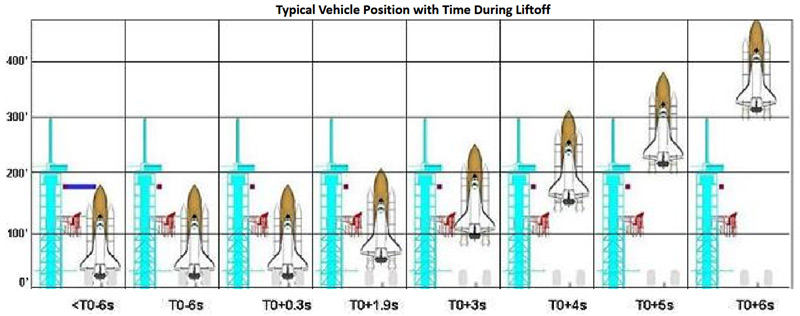 Typical Vehicle Position with Time During Liftoff
400'
300'
200'
100'
0'
<T0-6s T0-6s T0+0.3s T0+1.9s T0+3s T0+4s T0+5s T0+6s